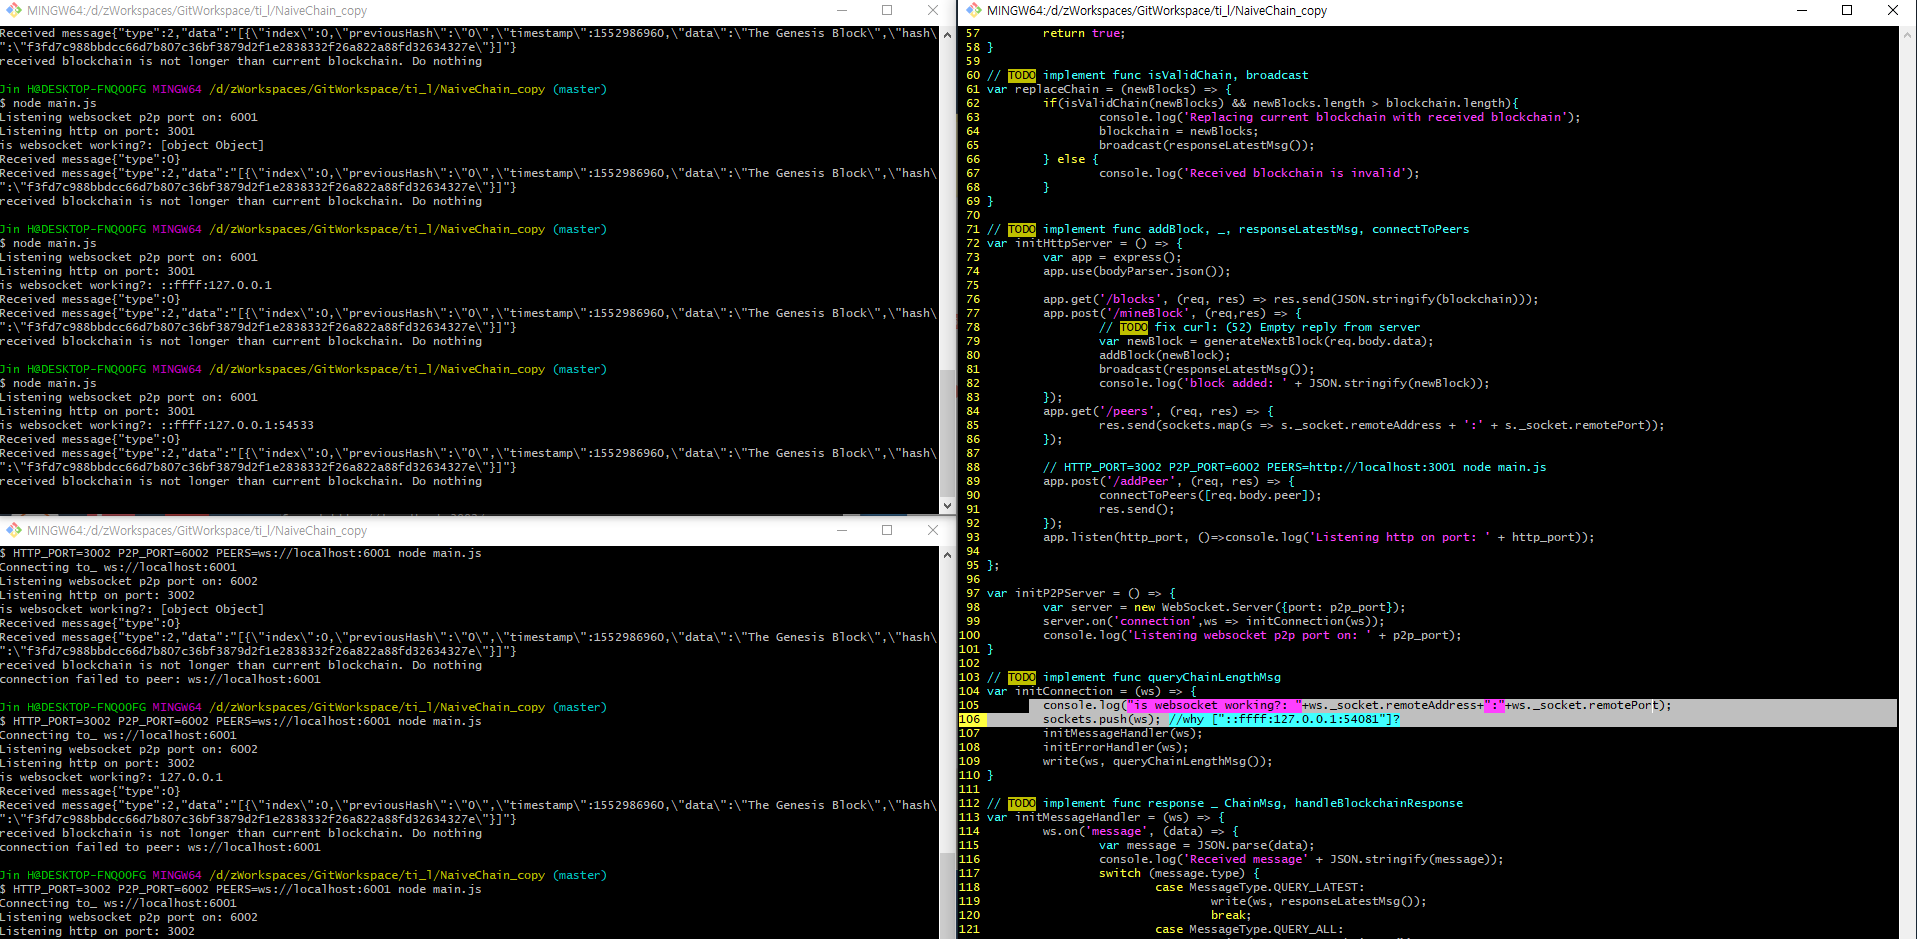 MINGW64:/d/zWorkspaces/GitWorkspace/ti_l/NaiveChain_copy
Received message{"type":2,"data":"[{\"index\":0,\"previousHash\":\"0\",\"timestamp\":1552986960,\"data\":\"The Genesis Block\",\"hash\
":\"f3fd7c988bbdcc66d7b807c36bf3879d2f1e2838332f26a822a88fd32634327e\"}]"}
received blockchain is not longer than current blockchain. Do nothing
Jin H@DESKTOP-FNQOOFG MINGW64 /d/zWorkspaces/GitWorkspace/ti_l/NaiveChain_copy (master)
$ node main.js
Listening websocket p2p port on: 6001
Listening http on port: 3001
is websocket working?: [object Object]
Received message{"type":0}
Received message{"type":2,"data":"[{\"index\":0,\"previousHash\":\"0\",\"timestamp\":1552986960,\"data\":\"The Genesis Block\",\"hash\
":\"f3fd7c988bbdcc66d7b807c36bf3879d2f1e2838332f26a822a88fd32634327e\"}]"}
received blockchain is not longer than current blockchain. Do nothing
Jin H@DESKTOP-FNQOOFG MINGW64 /d/zWorkspaces/GitWorkspace/ti_l/NaiveChain_copy (master)
$ node main.js
Listening websocket p2p port on: 6001
Listening http on port: 3001
is websocket working?: ::ffff:127.0.0.1
Received message{"type":0}
Received message{"type":2,"data":"[{\"index\":0,\"previousHash\":\"0\",\"timestamp\":1552986960,\"data\":\"The Genesis Block\",\"hash\
":\"f3fd7c988bbdcc66d7b807c36bf3879d2f1e2838332f26a822a88fd32634327e\"}]"}
received blockchain is not longer than current blockchain. Do nothing
Jin H@DESKTOP-FNQOOFG MINGW64 /d/zWorkspaces/GitWorkspace/ti_l/NaiveChain_copy (master)
$ node main.js
Listening websocket p2p port on: 6001
Listening http on port: 3001
is websocket working?: ::ffff:127.0.0.1:54533
Received message{"type":0}
Received message{"type":2,"data":"[{\"index\":0,\"previousHash\":\"0\",\"timestamp\":1552986960,\"data\":\"The Genesis Block\",\"hash\
":\"f3fd7c988bbdcc66d7b807c36bf3879d2f1e2838332f26a822a88fd32634327e\"}]"}
received blockchain is not longer than current blockchain. Do nothing
MINGW64:/d/zWorkspaces/GitWorkspace/ti_l/NaiveChain_copy
$ HTTP_PORT=3002 P2P_PORT=6002 PEERS=ws://localhost:6001 node main.js
Connecting to_ ws://localhost:6001
Listening websocket p2p port on: 6002
Listening http on port: 3002
is websocket working?: [object Object]
Received message{"type":0}
Received message{"type":2,"data":"[{\"index\":0,\"previousHash\":\"0\",\"timestamp\":1552986960,\"data\":\"The Genesis Block\",\"hash\
":\"f3fd7c988bbdcc66d7b807c36bf3879d2f1e2838332f26a822a88fd32634327e\"}]"}
received blockchain is not longer than current blockchain. Do nothing
connection failed to peer: ws://localhost:6001
Jin H@DESKTOP-FNQOOFG MINGW64 /d/zWorkspaces/GitWorkspace/ti_l/NaiveChain_copy (master)
$ HTTP_PORT=3002 P2P_PORT=6002 PEERS=ws://localhost:6001 node main.js
Connecting to_ ws://localhost:6001
Listening websocket p2p port on: 6002
Listening http on port: 3002
is websocket working?: 127.0.0.1
Received message{"type":0}
Received message{"type":2,"data":"[{\"index\":0,\"previousHash\":\"0\",\"timestamp\":1552986960,\"data\":\"The Genesis Block\",\"hash\
":\"f3fd7c988bbdcc66d7b807c36bf3879d2f1e2838332f26a822a88fd32634327e\"}]"}
received blockchain is not longer than current blockchain. Do nothing
connection failed to peer: ws://localhost:6001
Jin H@DESKTOP-FNQOOFG MINGW64 /d/zWorkspaces/GitWorkspace/ti_l/NaiveChain_copy (master)
$ HTTP_PORT=3002 P2P_PORT=6002 PEERS=ws://localhost:6001 node main.js
Connecting to_ ws://localhost:6001
Listening websocket p2p port on: 6002
Listening http on port: 3002
MINGW64:/d/zWorkspaces/GitWorkspace/ti_l/NaiveChain_copy
57 return true;
58 }
59
60 // TODO implement func isValidChain, broadcast
61 var replaceChain = (newBlocks) => {
62 if(isValidChain(newBlocks) && newBlocks.length > blockchain.length){
63 console.log('Replacing current blockchain with received blockchain');
64 blockchain = newBlocks;
65 broadcast(responseLatestMsg());
66 } else {
67 console.log('Received blockchain is invalid');
68 }
69 }
70
71 // TODO implement func addBlock, _, responseLatestMsg, connectToPeers
72 var initHttpServer = () => {
73 var app = express();
74 app.use(bodyParser.json());
75
76 app.get('/blocks', (req, res) => res.send(JSON.stringify(blockchain)));
77 app.post('/mineBlock', (req,res) => {
78 // TODO fix curl: (52) Empty reply from server
79 var newBlock = generateNextBlock(req.body.data);
80 addBlock(newBlock);
81 broadcast(responseLatestMsg());
82 console.log('block added: ' + JSON.stringify(newBlock));
83 });
84 app.get('/peers', (req, res) => {
85 res.send(sockets.map(s => s._socket.remoteAddress + ':' + s._socket.remotePort));
86 });
87
88 // HTTP_PORT=3002 P2P_PORT=6002 PEERS=http://localhost:3001 node main.js
89 app.post('/addPeer', (req, res) => {
90 connectToPeers([req.body.peer]);
91 res.send();
92 });
93 app.listen(http_port, ()=>console.log('Listening http on port: ' + http_port));
94
95 };
96
97 var initP2PServer = () => {
98 var server = new WebSocket.Server({port: p2p_port});
99 server.on('connection',ws => initConnection(ws));
100 console.log('Listening websocket p2p port on: ' + p2p_port);
101 }
102
103 // TODO implement func queryChainLengthMsg
104 var initConnection = (ws) => {
105 console.log("is websocket working?: "+ws._socket.remoteAddress+":"+ws._socket.remotePort);
106 sockets.push(ws); //why ["::ffff:127.0.0.1:54081"]?
107 initMessageHandler(ws);
108 initErrorHandler(ws);
109 write(ws, queryChainLengthMsg());
110 }
111
112 // TODO implement func response _ ChainMsg, handleBlockchainResponse
113 var initMessageHandler = (ws) => {
114 ws.on('message', (data) => {
115 var message = JSON.parse(data);
116 console.log('Received message' + JSON.stringify(message));
117 switch (message.type) {
118 case MessageType.QUERY_LATEST:
119 write(ws, responseLatestMsg());
120 break;
121 case MessageType.QUERY_ALL: